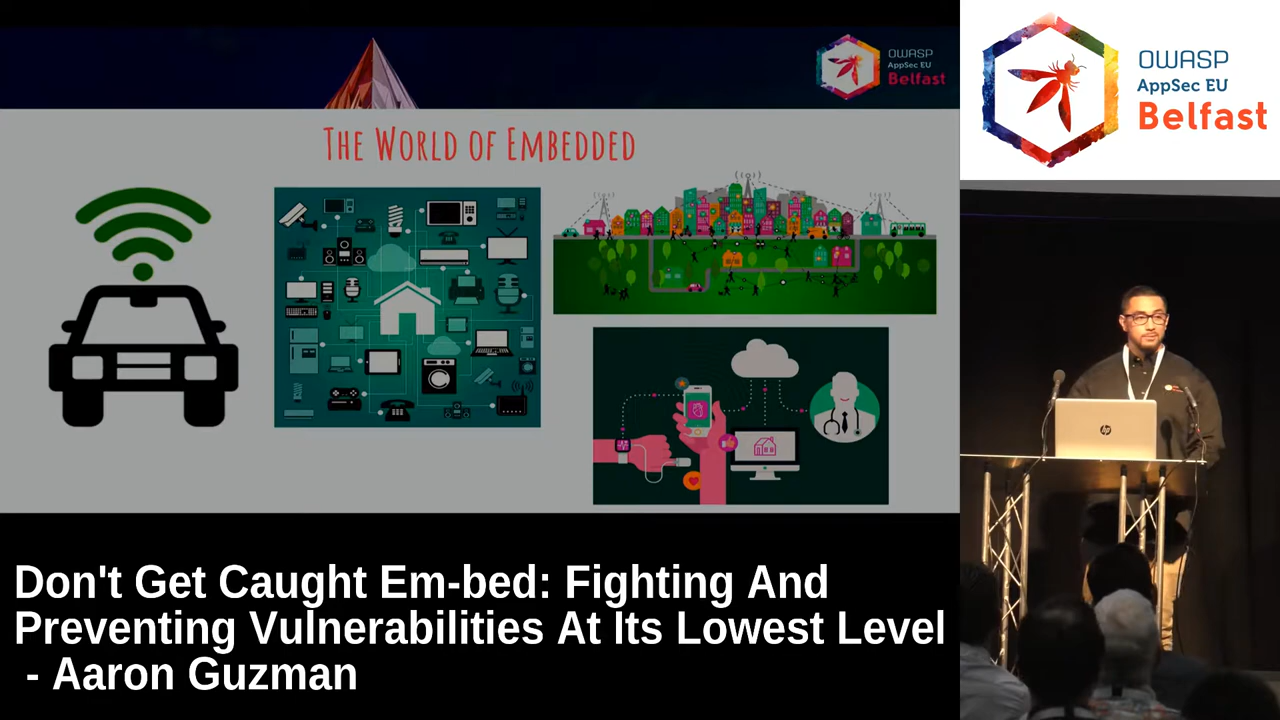 OWASP
AppSec EU
Belfast
OWASP
AppSec EU
Belfast
THE WORLD OF EMBEDDED
hp
Don't Get Caught Em-bed: Fighting And
Preventing Vulnerabilities At Its Lowest Level
- Aaron Guzman